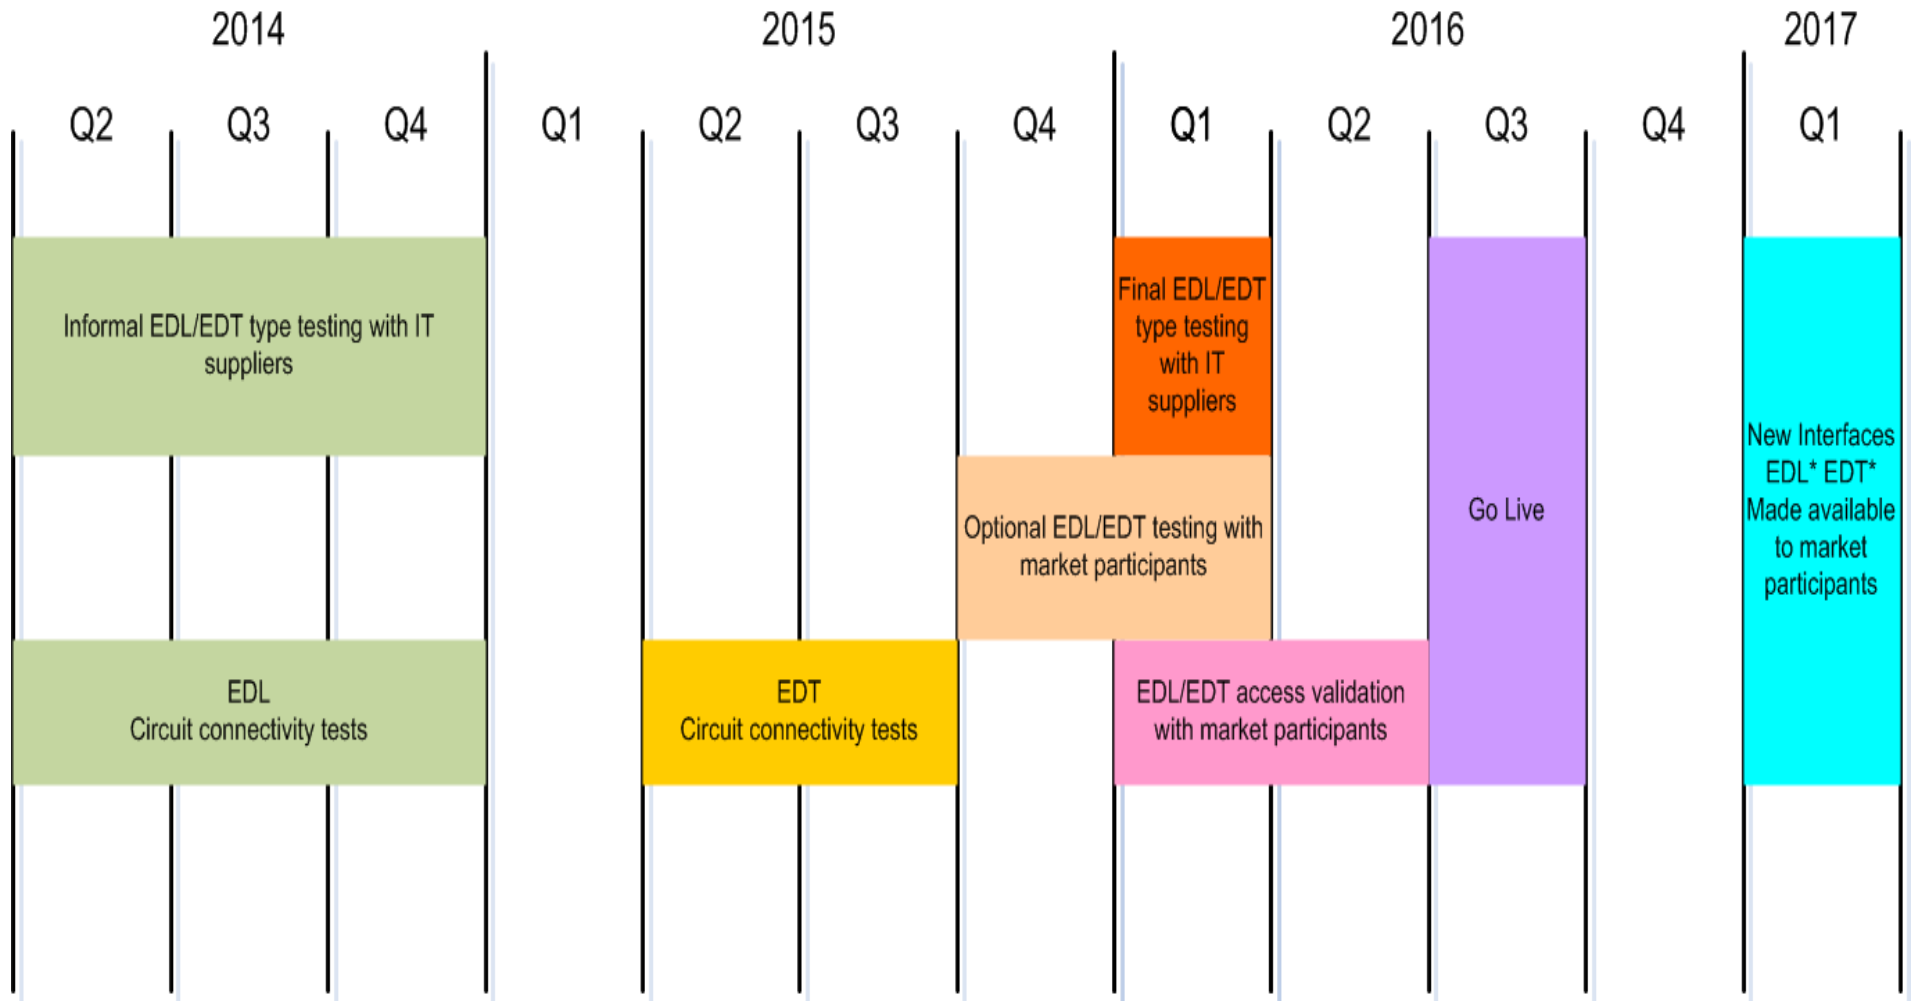 2014
2015
2016
2017
Q2
Q3
Q4
Q1
Q2
Q3
Q4
Q1
Q2
Q3
Q4
Q1
Informal EDL/EDT type testing with IT
suppliers
Final EDL/EDT
type testing
with IT
suppliers
Optional EDL/EDT testing with
market participants
Go Live
New Interfaces
EDL* EDT*
Made available
to market
participants
EDL
Circuit connectivity tests
EDT
Circuit connectivity tests
EDL/EDT access validation
with market participants